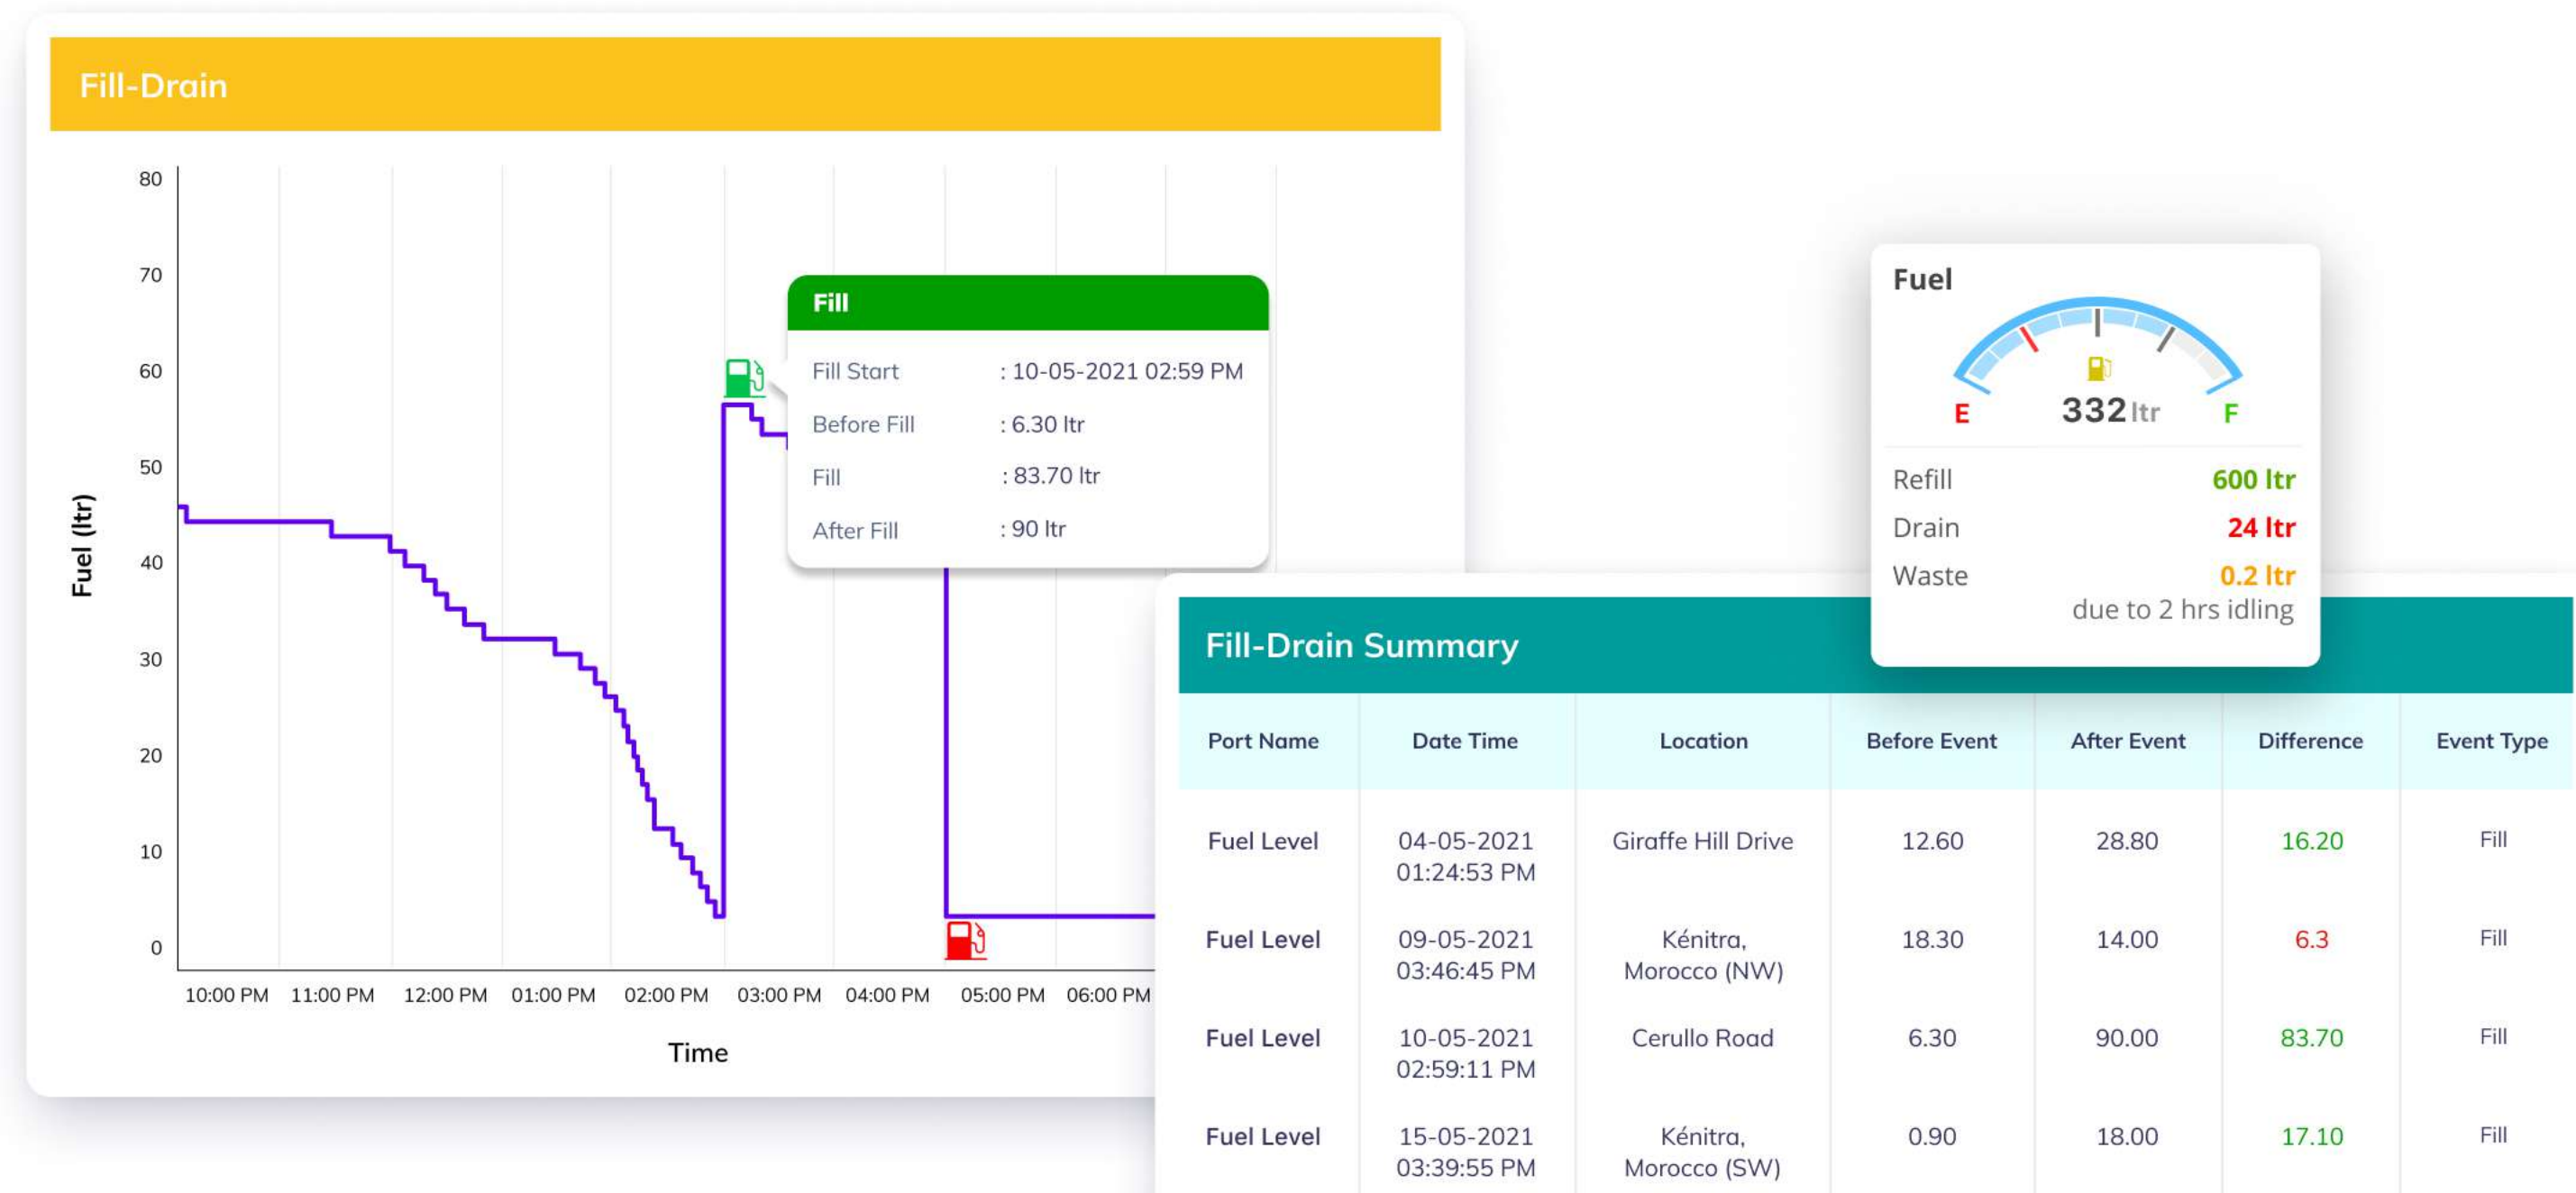 Fill-Drain
80
70
60
50
40
30
20
10
0
Fuel (ltr)
10:00 PM 11:00 PM 12:00 PM 01:00 PM 02:00 PM 03:00 PM 04:00 PM 05:00 PM 06:00 PM
Time
Fill
Fill Start : 10-05-2021 02:59 PM
Before Fill : 6.30 ltr
Fill : 83.70 ltr
After Fill : 90 ltr
Fuel
E 332 ltr F
Refill 600 ltr
Drain 24 ltr
Waste 0.2 ltr
due to 2 hrs idling
Fill-Drain Summary
Port Name Date Time Location Before Event After Event Difference Event Type
Fuel Level 04-05-2021 Giraffe Hill Drive 12.60 28.80 16.20 Fill
01:24:53 PM
Fuel Level 09-05-2021 Kénitra, 18.30 14.00 6.3 Fill
03:46:45 PM Morocco (NW)
Fuel Level 10-05-2021 Cerullo Road 6.30 90.00 83.70 Fill
02:59:11 PM
Fuel Level 15-05-2021 Kénitra, 0.90 18.00 17.10 Fill
03:39:55 PM Morocco (SW)